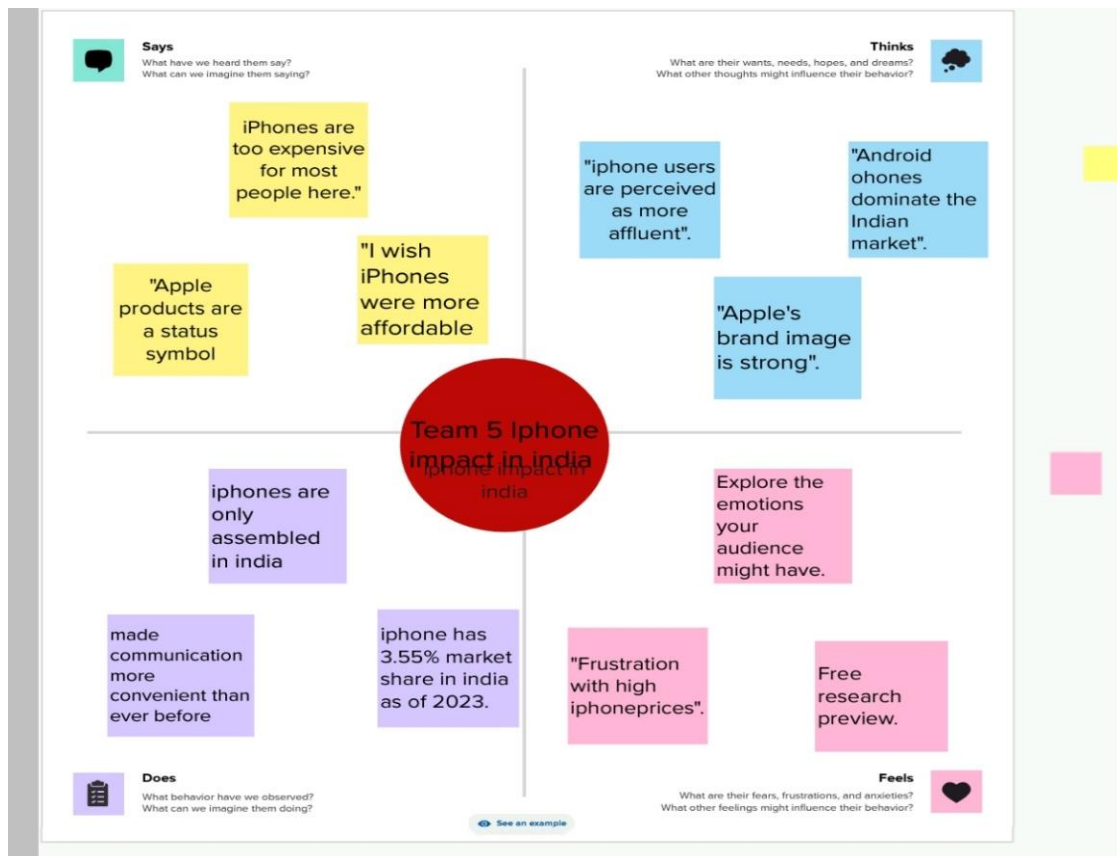 Says
What have we heard them say?
What can we imagine them saying?
Thinks
What are their wants, needs, hopes, and dreams?
What other thoughts might influence their behavior?
iPhones are
too expensive
for most
people here."
"I wish
iPhones
were more
affordable
"Apple
products are
a status
symbol
"iphone users
are perceived
as more
affluent".
"Android
ohones
dominate the
Indian
market".
"Apple's
brand image
is strong".
Team 5 Iphone
impact in india
Iphone impact in
india
iphones are
only
assembled
in india
made
communication
more
convenient than
ever before
iphone has
3.55% market
share in india
as of 2023.
Explore the
emotions
your
audience
might have.
"Frustration
with high
iphoneprices".
Free
research
preview.
Does
What behavior have we observed?
What can we imagine them doing?
Feels
What are their fears, frustrations, and anxieties?
What other feelings might influence their behavior?
See an example